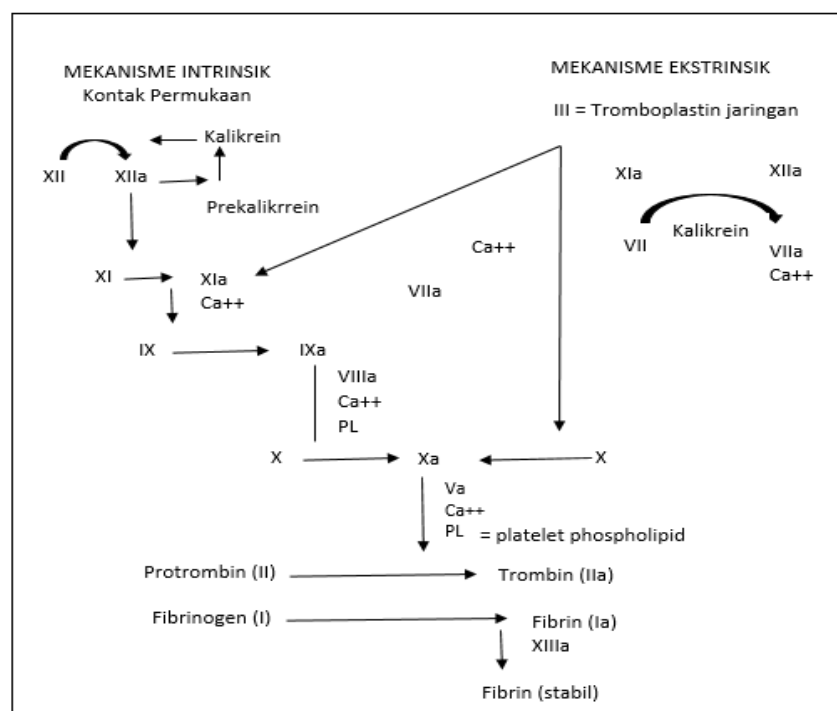 MEKANISME INTRINSIK
Kontak Permukaan
MEKANISME EKSTRINSIK
III = Tromboplastin jaringan
Kalikrein
XII
XIIa
Prekalikrrein
XIa
XIIa
VII
Kalikrein
VIIa
Ca++
Ca++
VIIa
XI
XIa
Ca++
IX
IXa
VIIIa
Ca++
PL
X
Xa
X
Va
Ca++
PL = platelet phospholipid
Protrombin (II)
Trombin (IIa)
Fibrinogen (I)
Fibrin (Ia)
XIIIa
Fibrin (stabil)